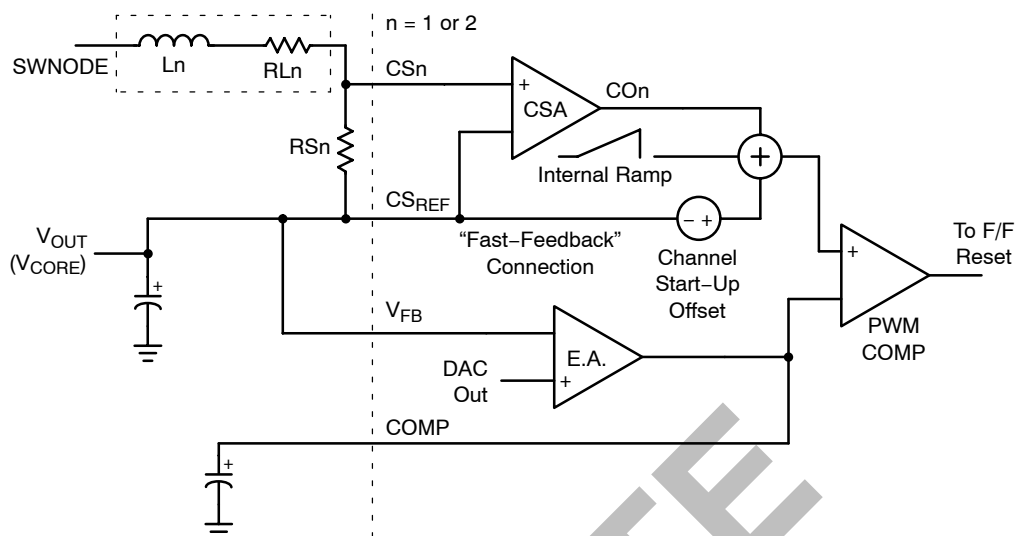 n = 1 or 2
SWNODE
Ln
RLn
CSn
+
CSA
COn
RSn
Internal Ramp
+
CSREF
− +
VOUT
(VCORE)
+
"Fast−Feedback"
Connection
Channel
Start−Up
Offset
+
To F/F
Reset
PWM
COMP
VFB
E.A.
DAC
Out
+
COMP
+